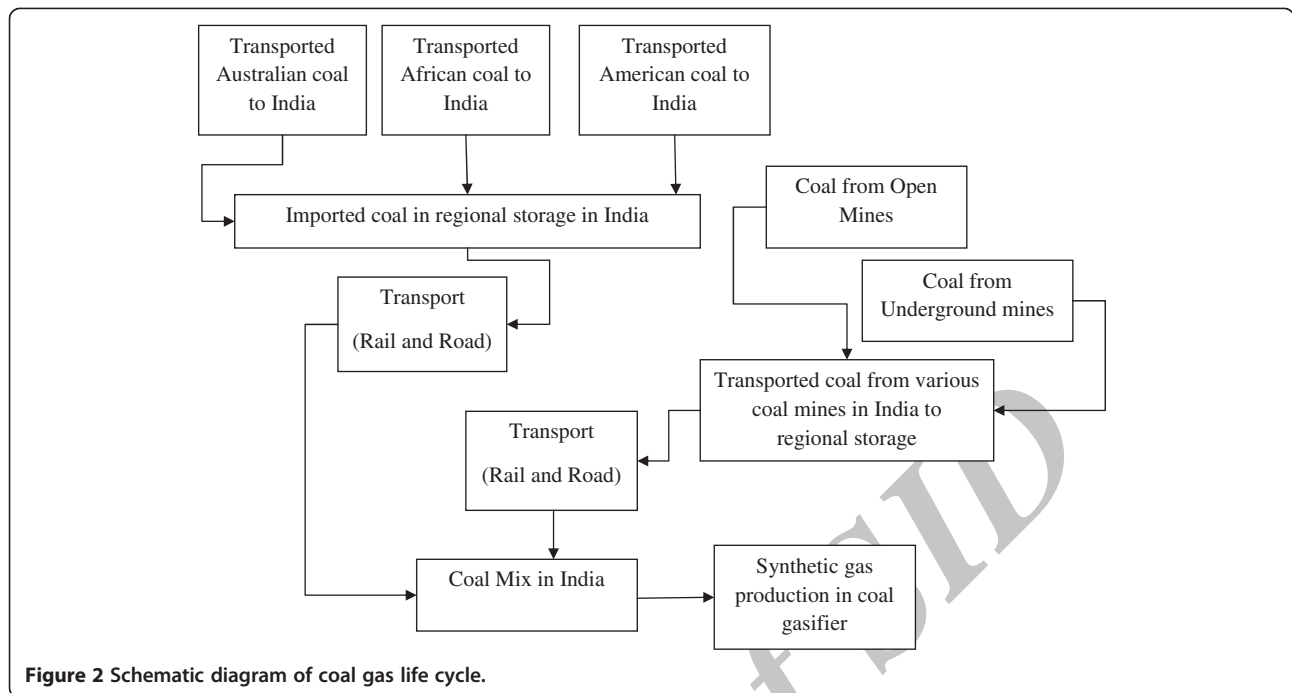 Transported
Australian coal
to India
Transported
African coal to
India
Transported
American coal to
India
Imported coal in regional storage in India
Coal from Open
Mines
Coal from
Underground mines
Transport
(Rail and Road)
Transported coal from various
coal mines in India to
regional storage
Transport
(Rail and Road)
Coal Mix in India
Synthetic gas
production in coal
gasifier
SID
Figure 2 Schematic diagram of coal gas life cycle.